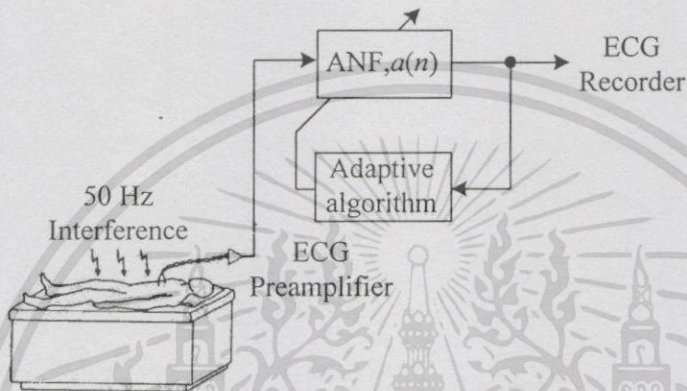 ANF,a(n)
ECG
Recorder
Adaptive
algorithm
50 Hz
Interference
ECG
Preamplifier